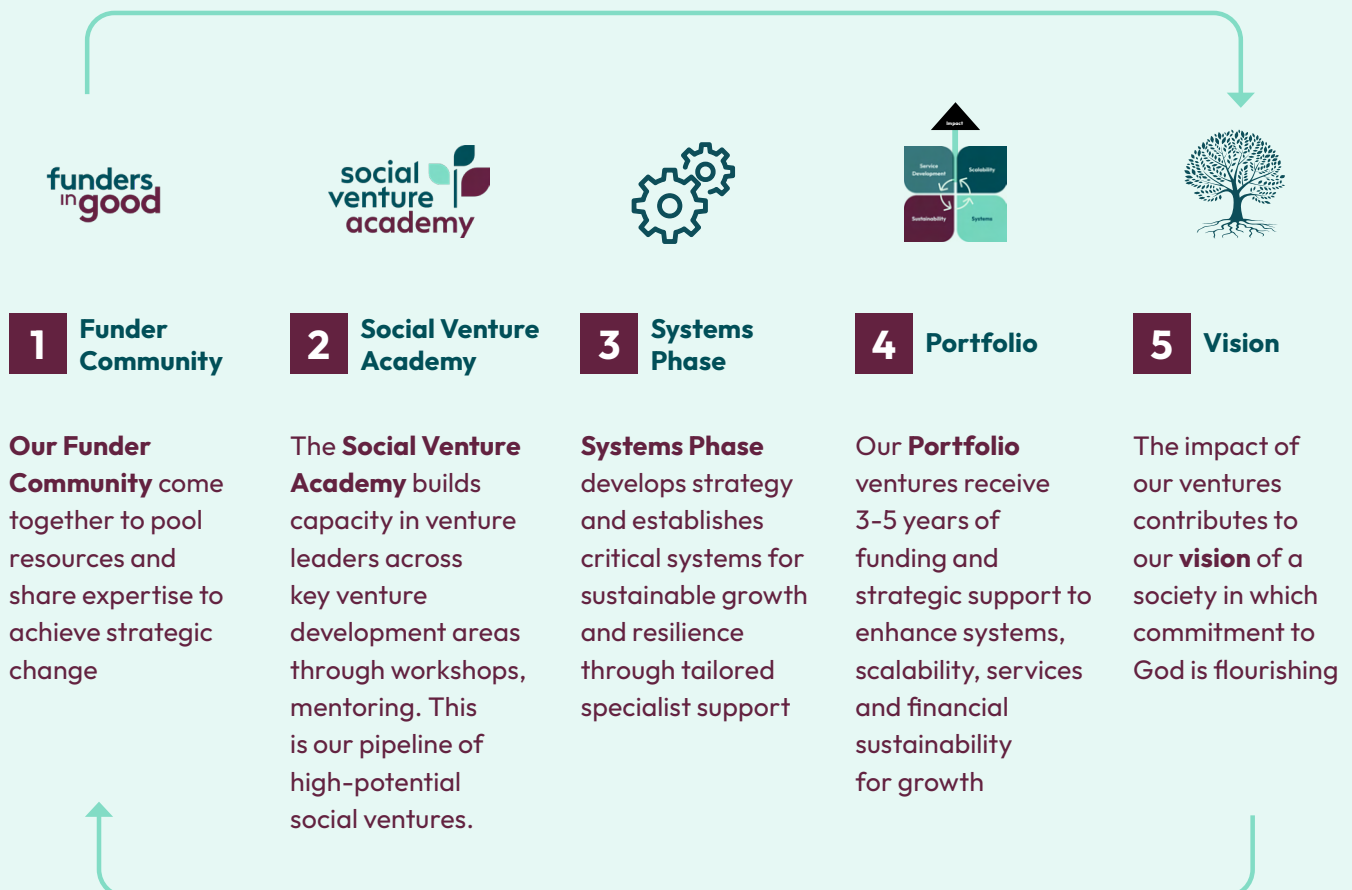 funders
in
good
social
venture
academy
Impact
Service
Development
Scalability
Sustainability
Systems
1
Funder
Community
2
Social Venture
Academy
3
Systems
Phase
4
Portfolio
5
Vision
Our Funder
Community come
together to pool
resources and
share expertise to
achieve strategic
change
The Social Venture
Academy builds
capacity in venture
leaders across
key venture
development areas
through workshops,
mentoring. This
is our pipeline of
high-potential
social ventures.
Systems Phase
develops strategy
and establishes
critical systems for
sustainable growth
and resilience
through tailored
specialist support
Our Portfolio
ventures receive
3-5 years of
funding and
strategic support to
enhance systems,
scalability, services
and financial
sustainability
for growth
The impact of
our ventures
contributes to
our vision of a
society in which
commitment to
God is flourishing